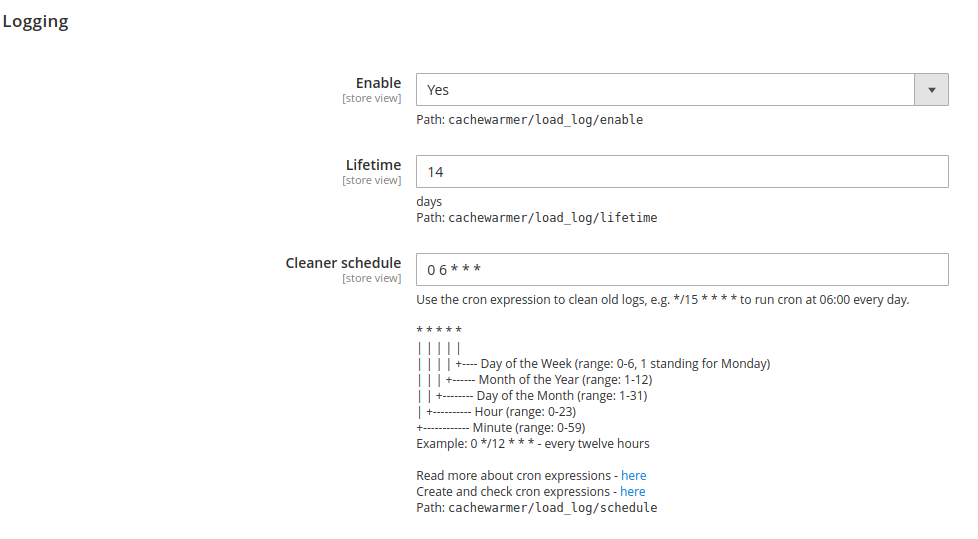 Logging
Enable
[store view]
Yes
Path: cachewarmer/load_log/enable
Lifetime
[store view]
14
days
Path: cachewarmer/load_log/lifetime
Cleaner schedule
[store view]
0 6 * * *
Use the cron expression to clean old logs, e.g. */15 * * * * to run cron at 06:00 every day.
* * * * *
| | | | |
| | | | +---- Day of the Week (range: 0-6, 1 standing for Monday)
| | | +------ Month of the Year (range: 1-12)
| | +-------- Day of the Month (range: 1-31)
| +---------- Hour (range: 0-23)
+------------ Minute (range: 0-59)
Example: 0 */12 * * * - every twelve hours
Read more about cron expressions - here
Create and check cron expressions - here
Path: cachewarmer/load_log/schedule